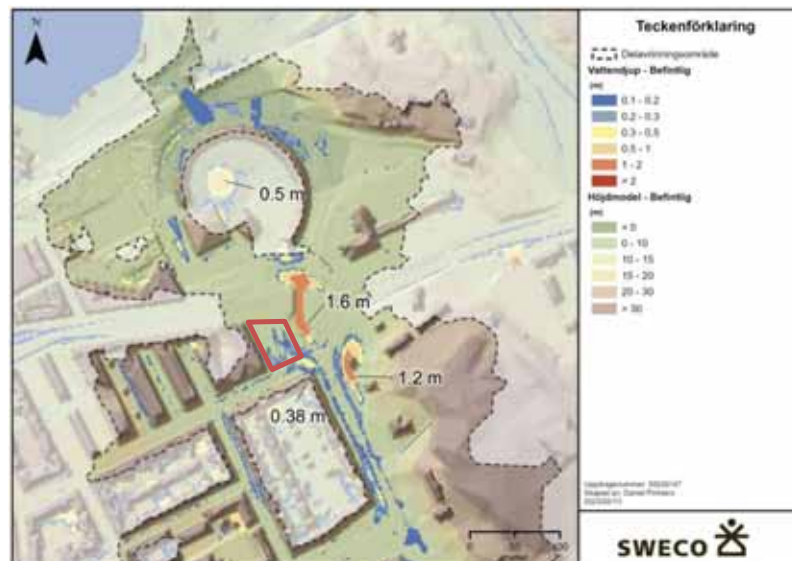 N
0.5 m
1.6 m
1.2 m
0.38 m
Teckenförklaring
Delavrinningsområde
Vattendjup - Befintlig
(m)
0.1 - 0.2
0.2 - 0.3
0.3 - 0.5
0.5 - 1
1 - 2
> 2
Höjdmodel - Befintlig
(m)
< 0
0 - 10
10 - 15
15 - 20
20 - 30
> 30
SWECO